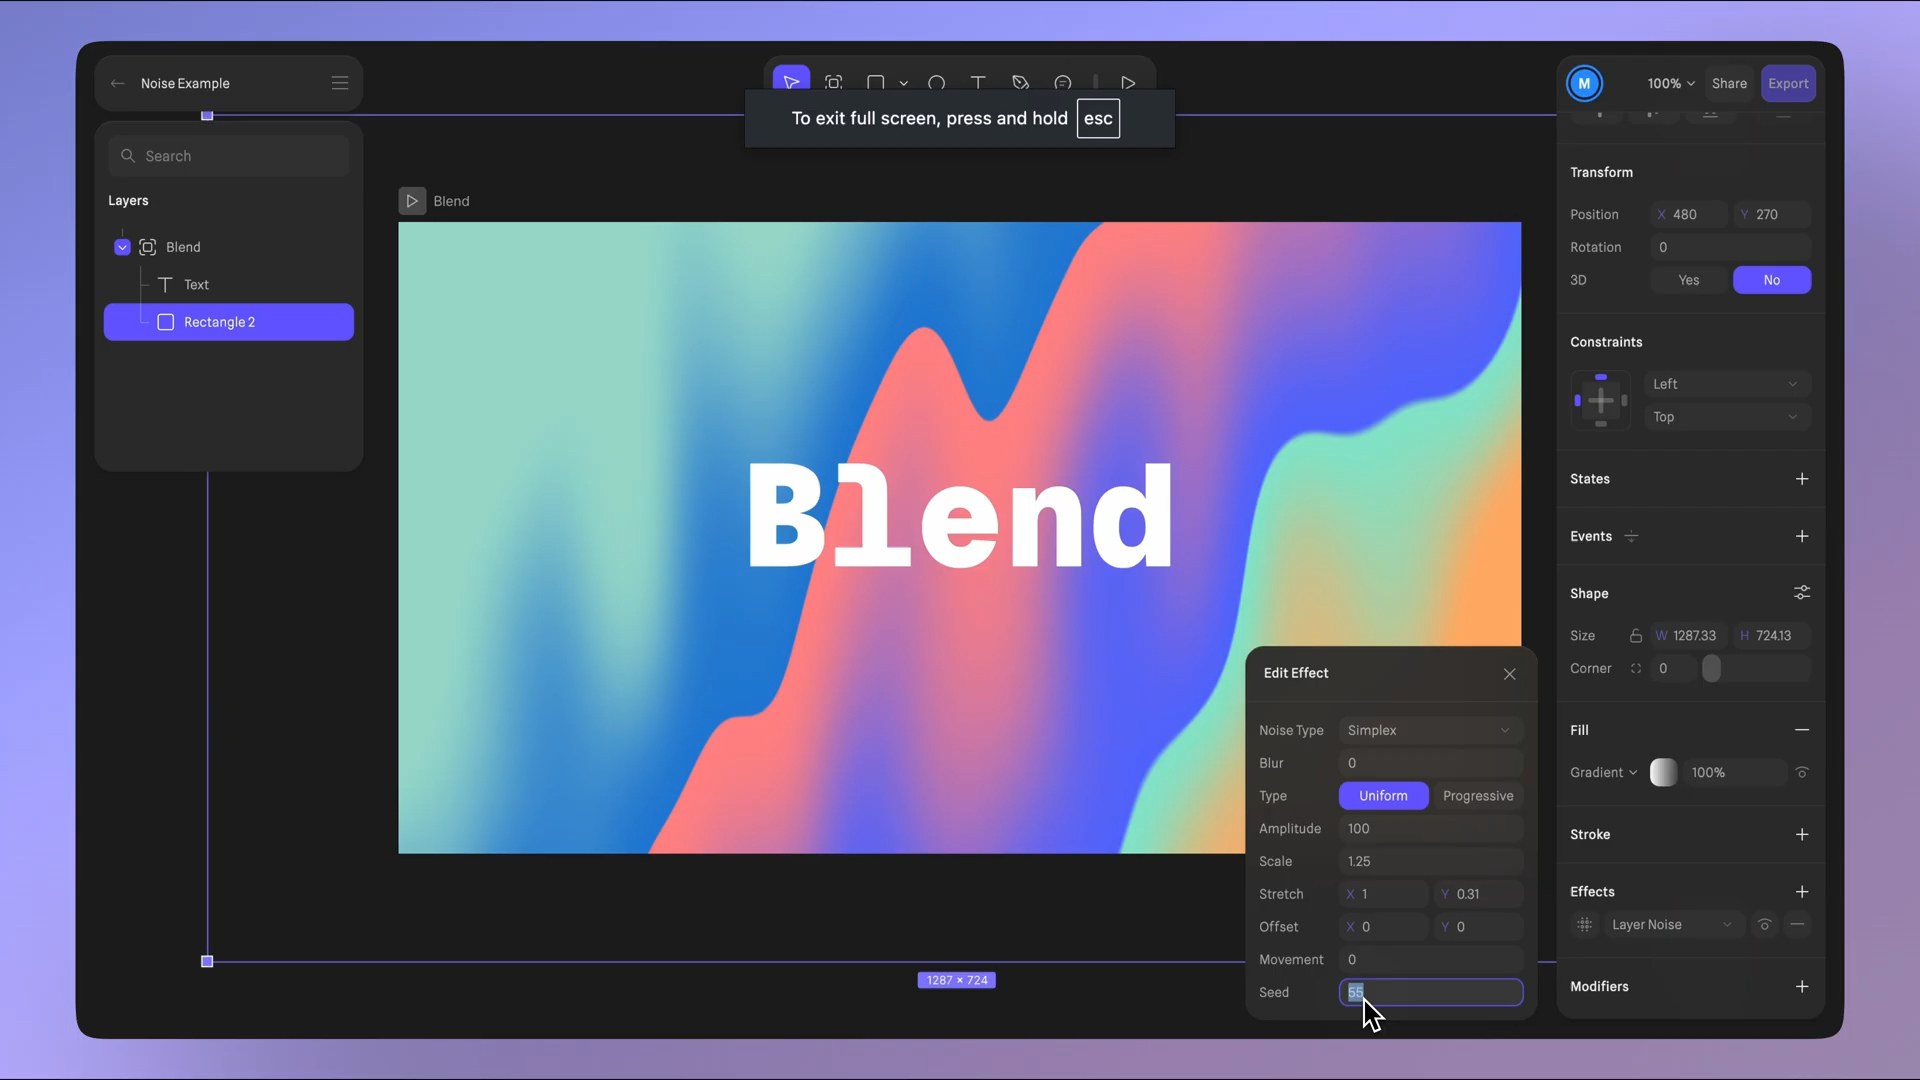 Noise Example
To exit full screen, press and hold esc
M
100%
Share
Export
Search
Layers
Blend
Text
Rectangle 2
Blend
Blend
1287 × 724
Edit Effect
Noise Type Simplex
Blur 0
Type Uniform Progressive
Amplitude 100
Scale 1.25
Stretch X 1 Y 0.31
Offset X 0 Y 0
Movement 0
Seed 55
Transform
Position X 480 Y 270
Rotation 0
3D Yes No
Constraints
Left
Top
States
Events
Shape
Size W 1287.33 H 724.13
Corner 0
Fill
Gradient 100%
Stroke
Effects
Layer Noise
Modifiers